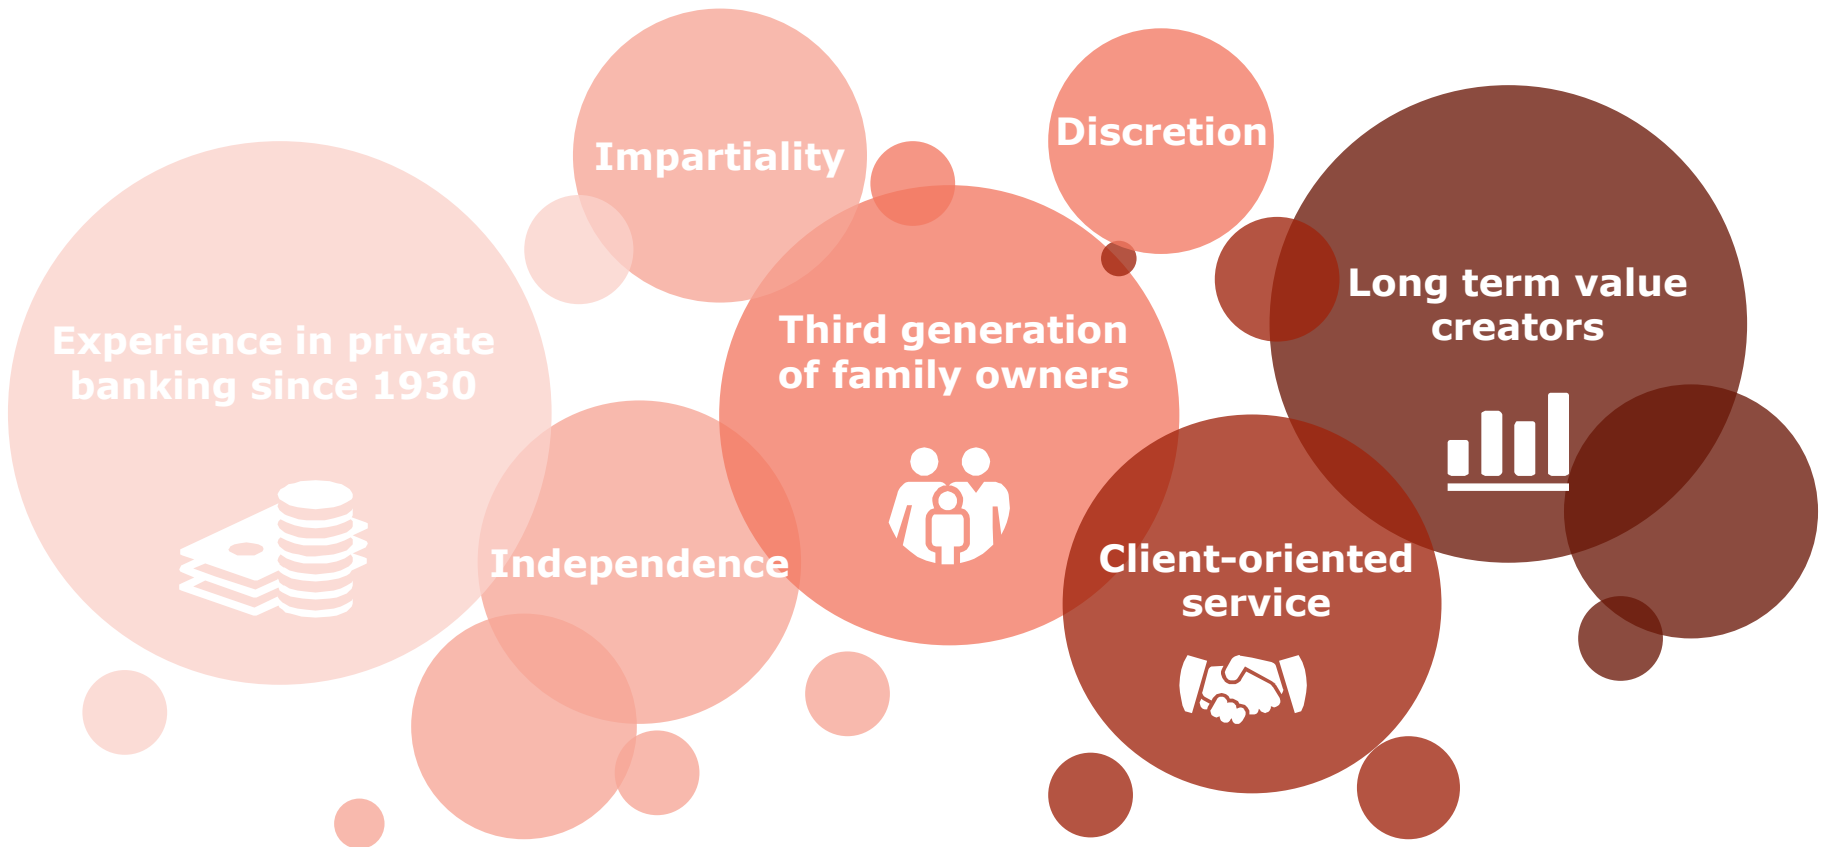 Experience in private
banking since 1930
Impartiality
Independence
Third generation
of family owners
Discretion
Client-oriented
service
Long term value
creators